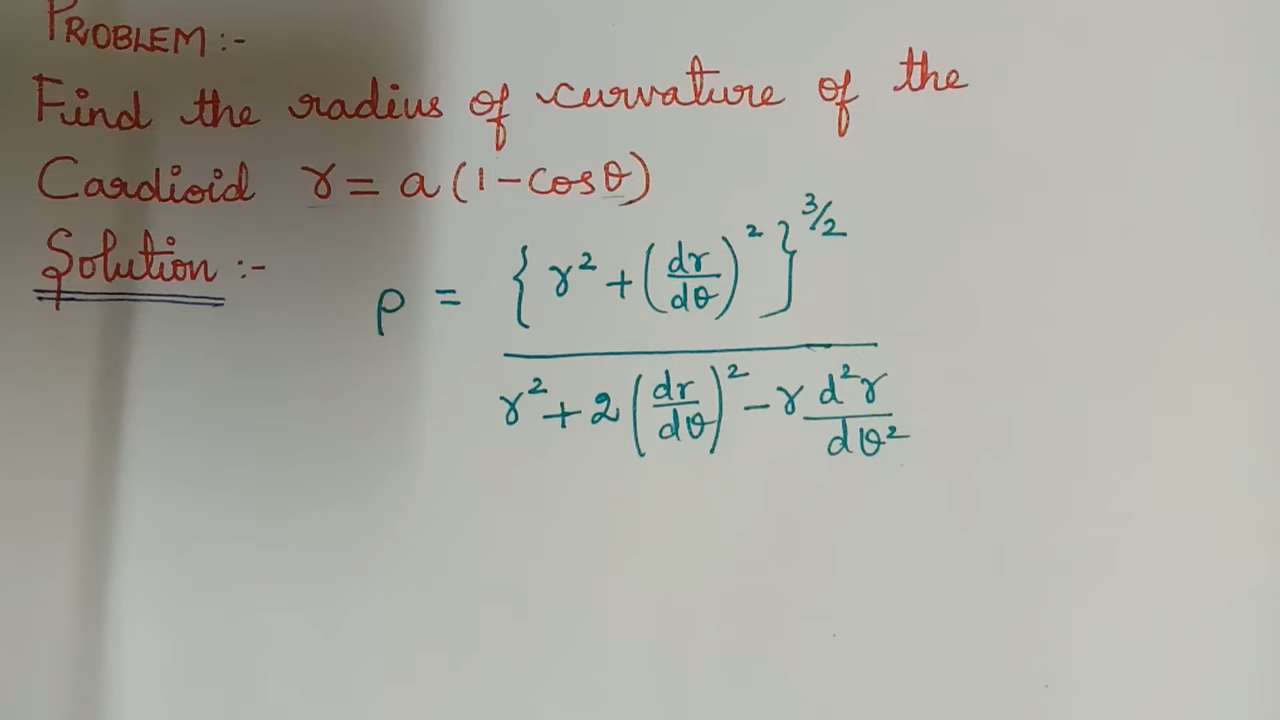 PROBLEM :-
Find the radius of curvature of the
Cardioid r = a (1 - cosθ)
Solution :-
ρ = { r² + (dr/dθ)² }^3/2
r² + 2 (dr/dθ)² - r d²r/dθ²